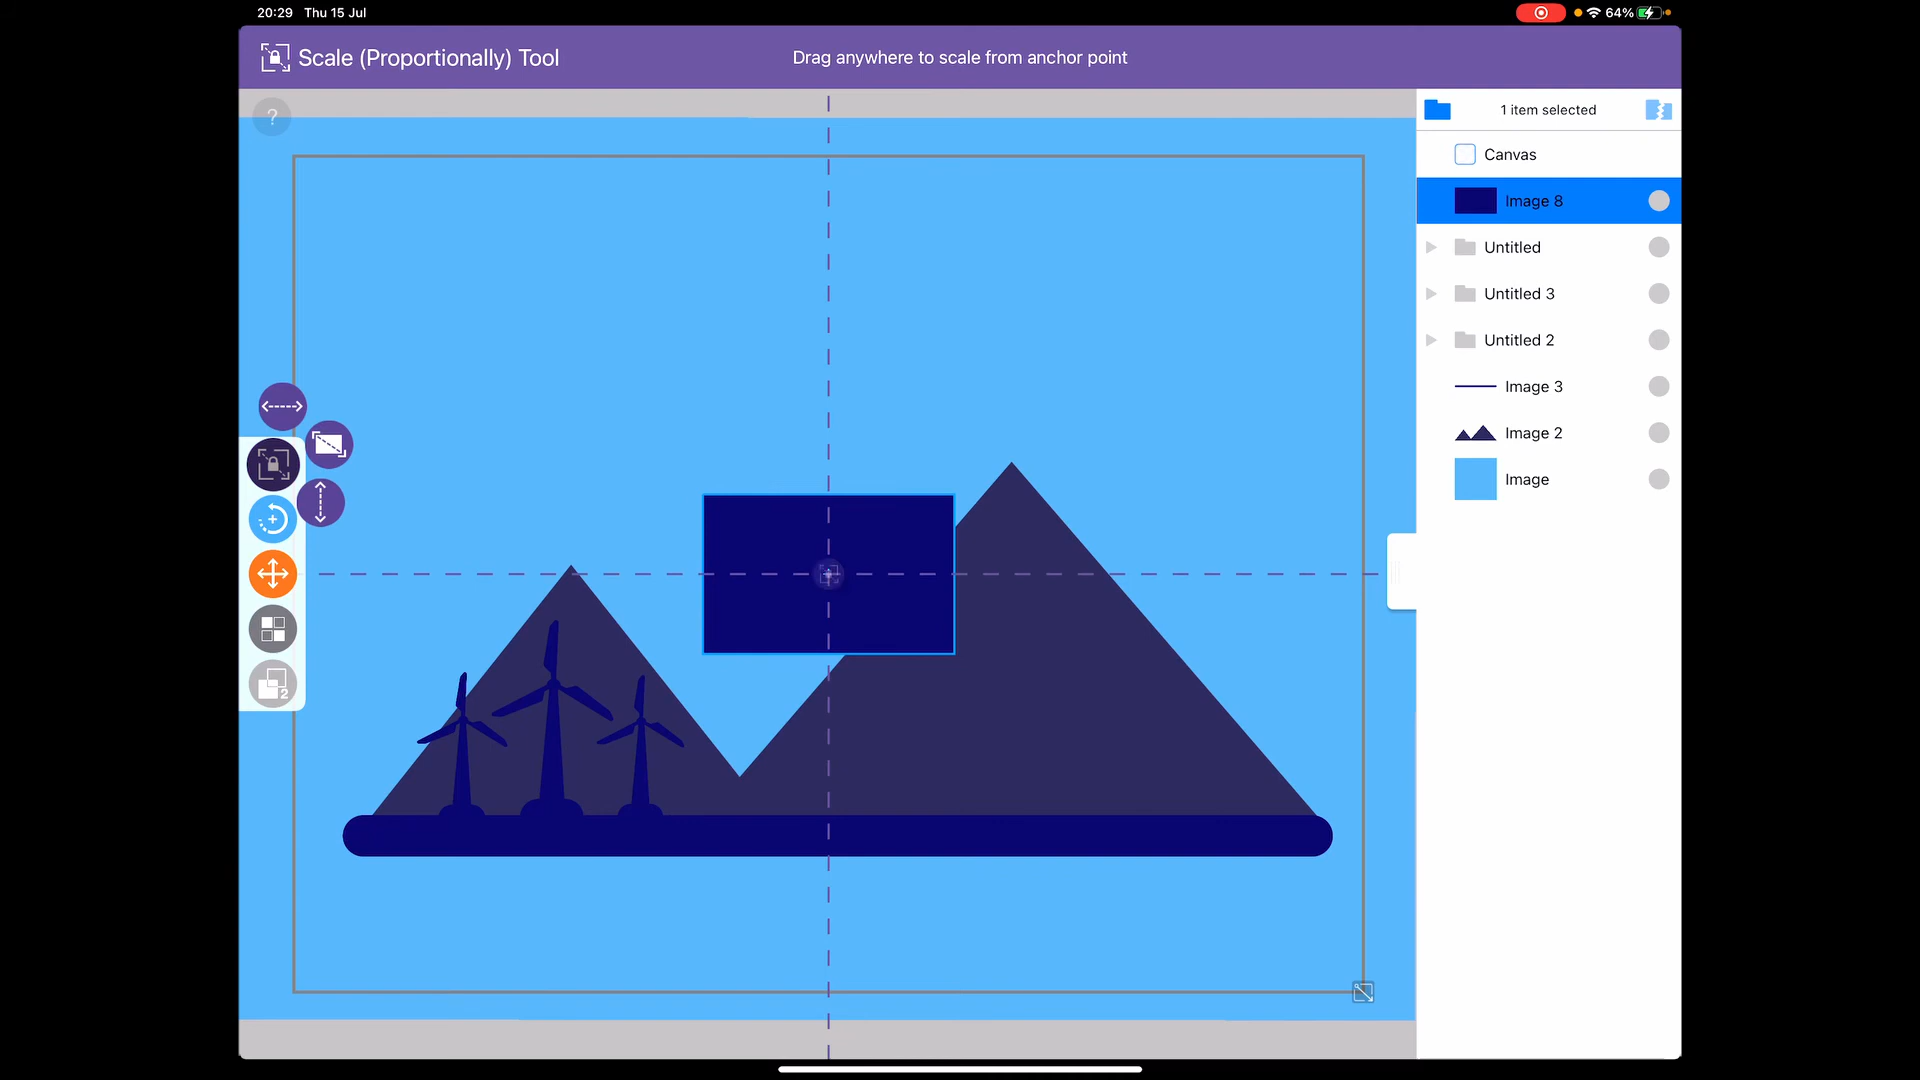 20:29 Thu 15 Jul
64%
Scale (Proportionally) Tool
Drag anywhere to scale from anchor point
?
1 item selected
Canvas
Image 8
Untitled
Untitled 3
Untitled 2
Image 3
Image 2
Image
2